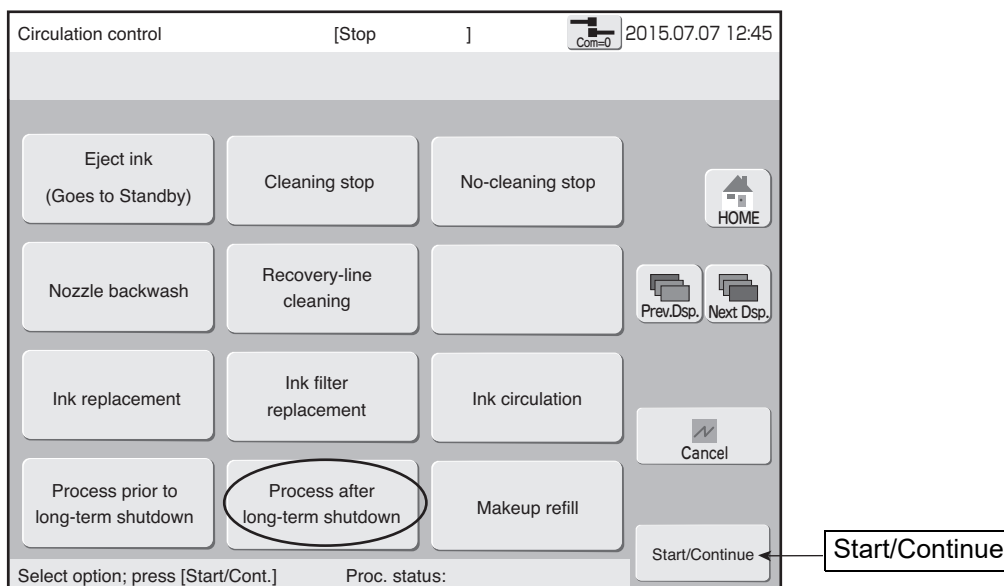 Circulation control [Stop ] Com=0 2015.07.07 12:45
Eject ink
(Goes to Standby)
Cleaning stop
No-cleaning stop
HOME
Nozzle backwash
Recovery-line
cleaning
Prev.Dsp.
Next Dsp.
Ink replacement
Ink filter
replacement
Ink circulation
Cancel
Process prior to
long-term shutdown
Process after
long-term shutdown
Makeup refill
Start/Continue
Start/Continue
Select option; press [Start/Cont.] Proc. status: